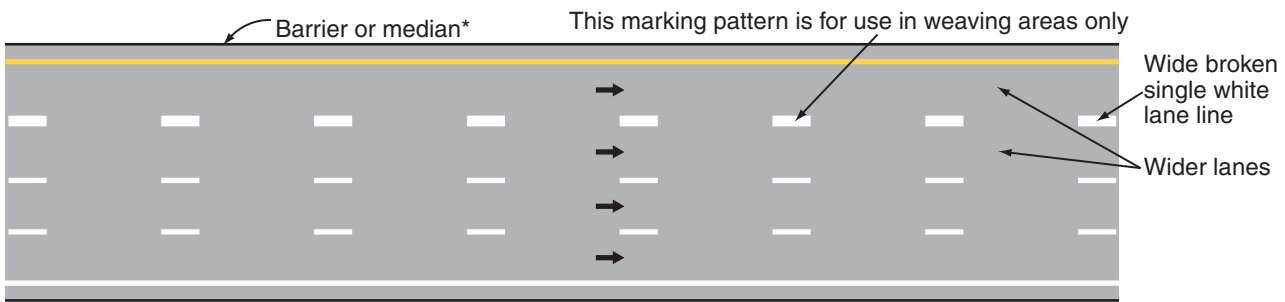 Barrier or median*
This marking pattern is for use in weaving areas only
Wide broken
single white
lane line
Wider lanes